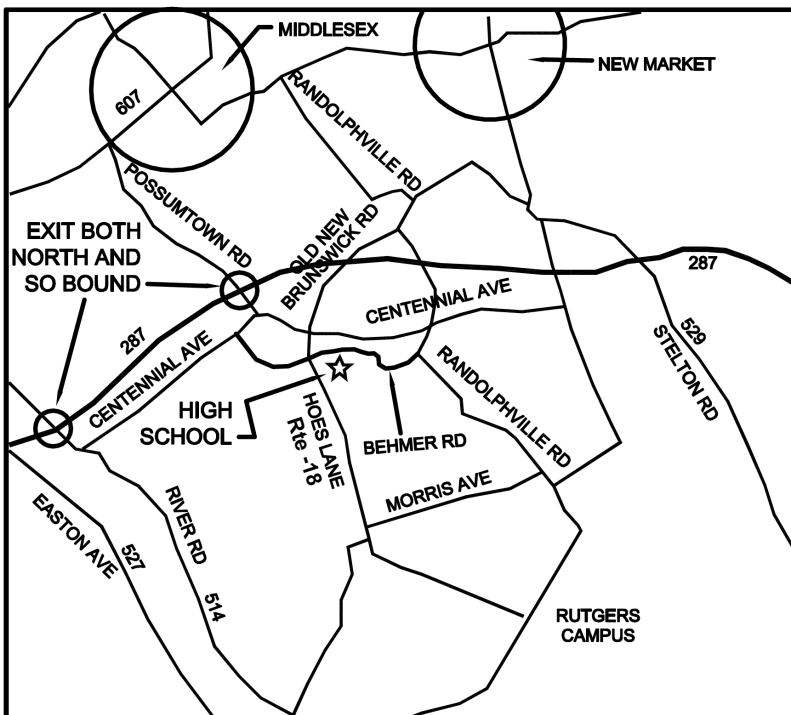 MIDDLESEX
NEW MARKET
607
RANDOLPHVILLE RD
POSSUMTOWN RD
OLD NEW
BRUNSWICK RD
EXIT BOTH
NORTH AND
SO BOUND
287
287
CENTENNIAL AVE
CENTENNIAL AVE
529
STELTON RD
HIGH
SCHOOL
HOES LANE
Rte -18
BEHMER RD
RANDOLPHVILLE RD
MORRIS AVE
RIVER RD
514
EASTON AVE
527
RUTGERS
CAMPUS